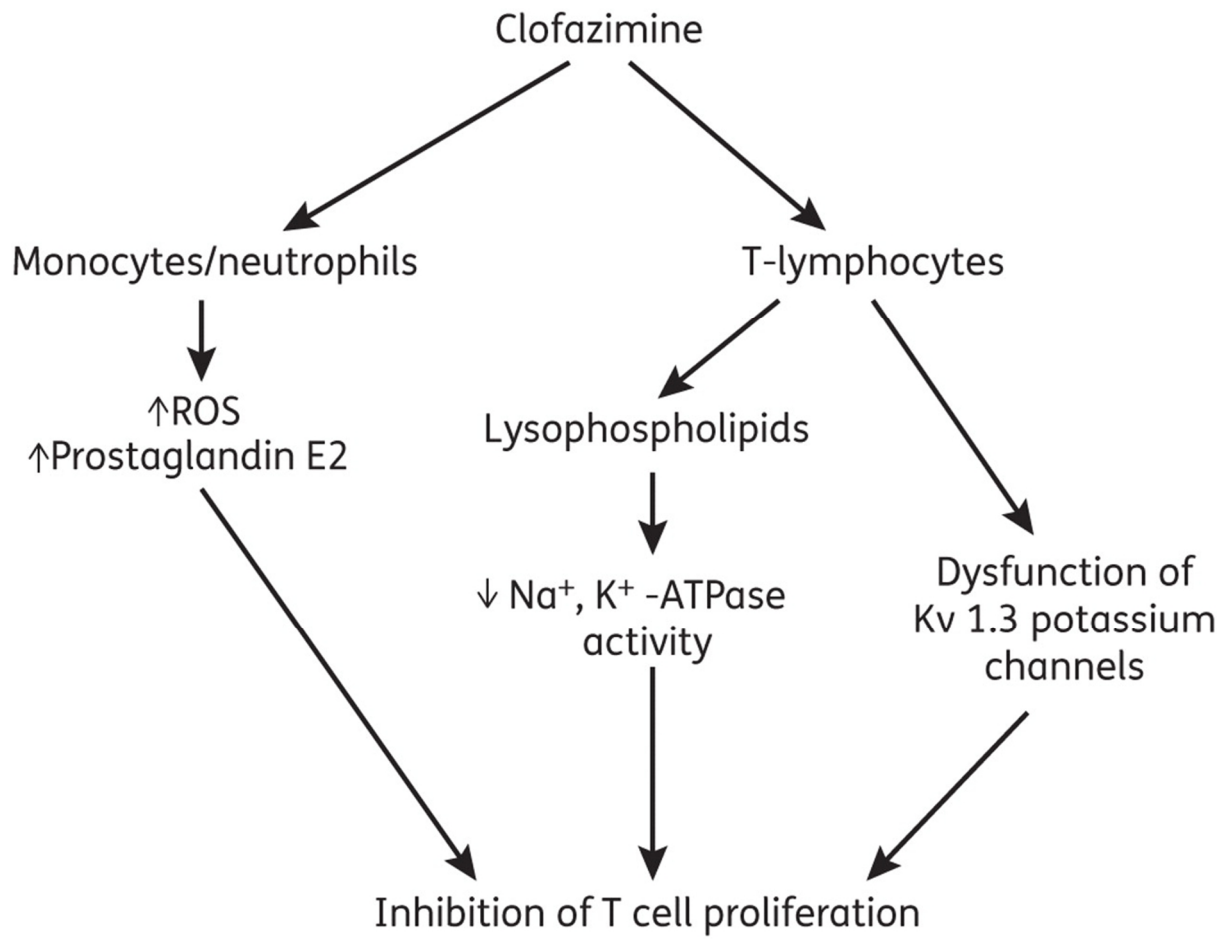 Clofazimine
Monocytes/neutrophils
T-lymphocytes
↑ROS
↑Prostaglandin E2
Lysophospholipids
↓ Na⁺, K⁺ -ATPase
activity
Dysfunction of
Kv 1.3 potassium
channels
Inhibition of T cell proliferation